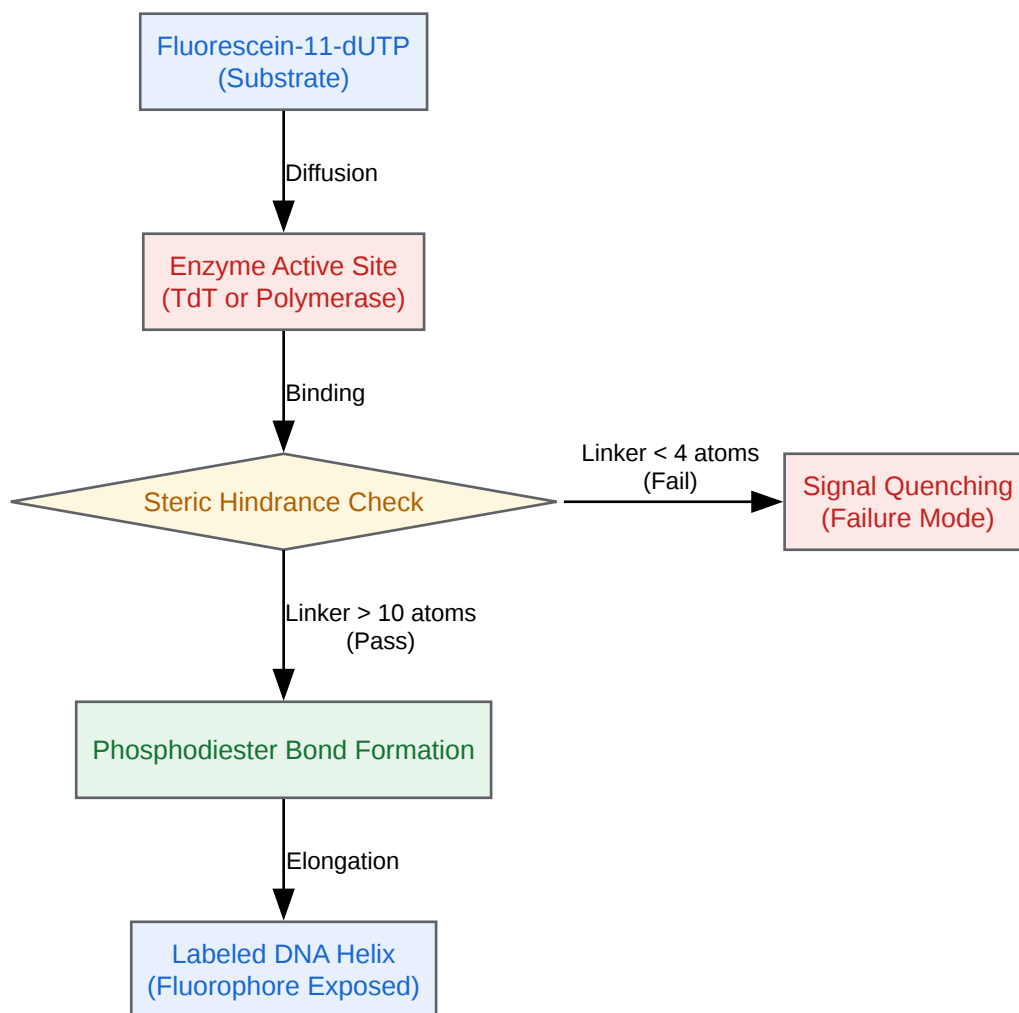 Fluorescein-11-dUTP
(Substrate)
Diffusion
Enzyme Active Site
(TdT or Polymerase)
Binding
Steric Hindrance Check
Linker < 4 atoms
(Fail)
Signal Quenching
(Failure Mode)
Linker > 10 atoms
(Pass)
Phosphodiester Bond Formation
Elongation
Labeled DNA Helix
(Fluorophore Exposed)